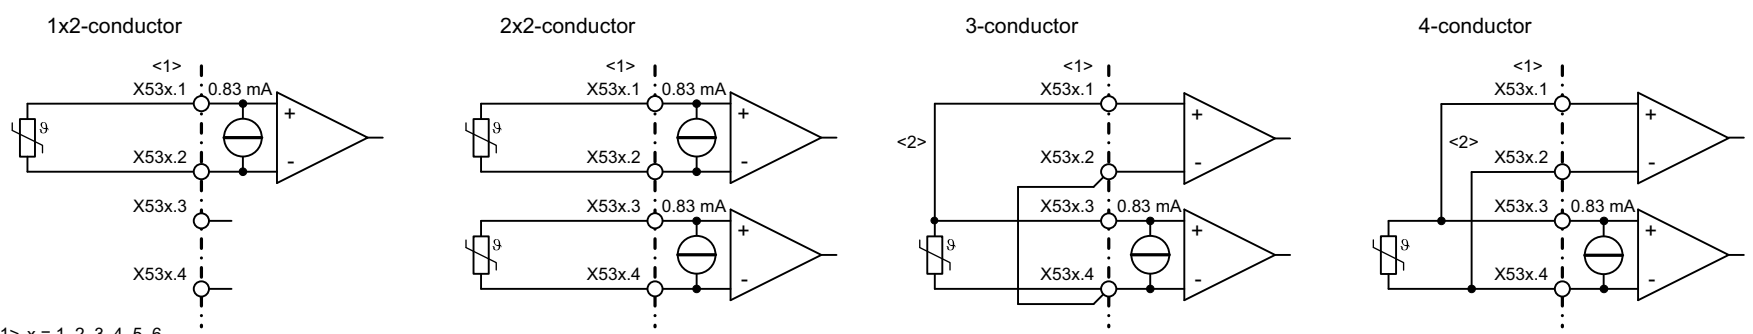 1x2-conductor
<1>
X53x.1
0.83 mA
ϑ
+
-
X53x.2
X53x.3
X53x.4
2x2-conductor
<1>
X53x.1
0.83 mA
ϑ
+
-
X53x.2
X53x.3
0.83 mA
ϑ
+
-
X53x.4
3-conductor
<1>
X53x.1
+
<2>
X53x.2
-
X53x.3
0.83 mA
ϑ
+
-
X53x.4
4-conductor
<1>
X53x.1
+
<2>
X53x.2
-
X53x.3
0.83 mA
ϑ
+
-
X53x.4
1> x = 1, 2, 3, 4, 5, 6